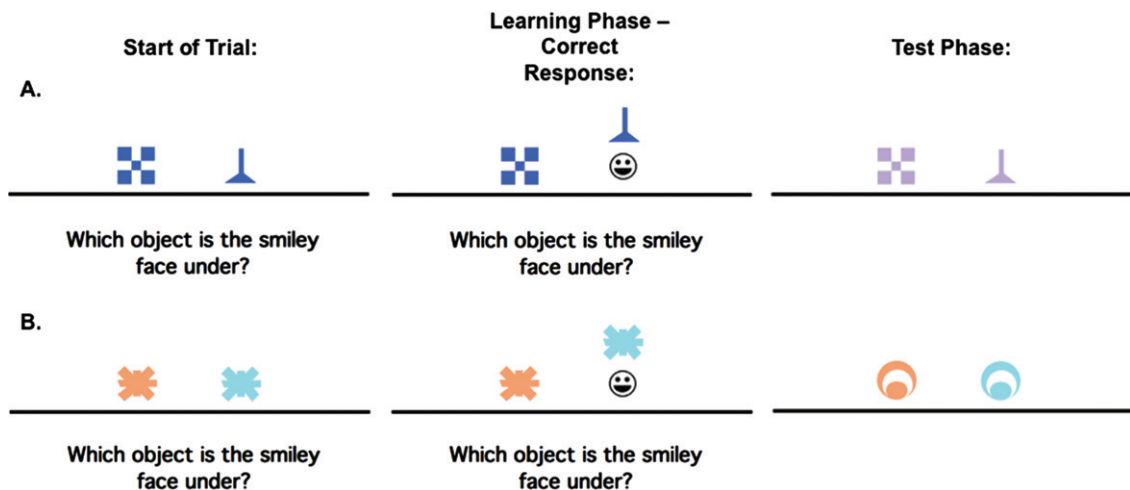 Start of Trial:
Learning Phase –
Correct
Response:
Test Phase:
A.
Which object is the smiley
face under?
Which object is the smiley
face under?
B.
Which object is the smiley
face under?
Which object is the smiley
face under?